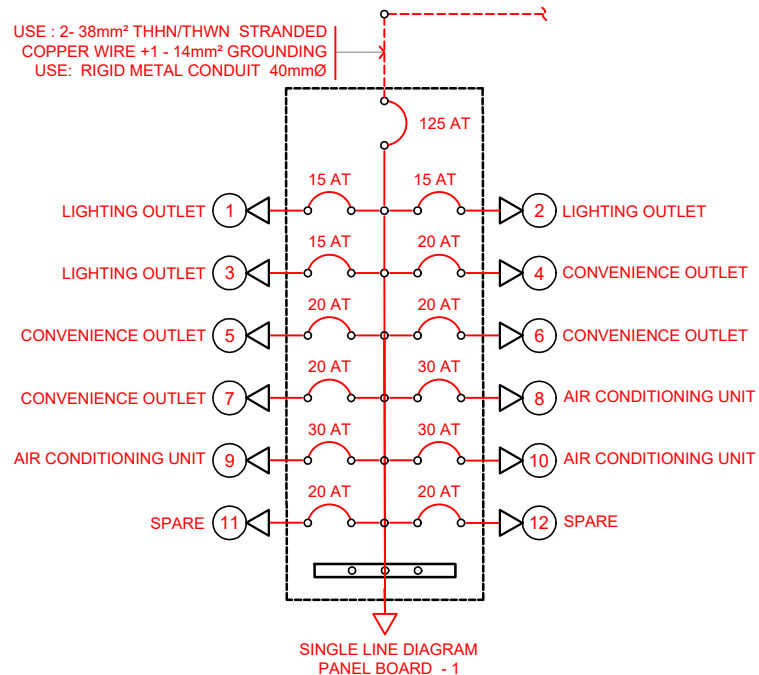 USE : 2- 38mm² THHN/THWN STRANDED
COPPER WIRE +1 - 14mm² GROUNDING
USE: RIGID METAL CONDUIT 40mmØ
125 AT
15 AT 15 AT
LIGHTING OUTLET 1 2 LIGHTING OUTLET
15 AT 20 AT
LIGHTING OUTLET 3 4 CONVENIENCE OUTLET
20 AT 20 AT
CONVENIENCE OUTLET 5 6 CONVENIENCE OUTLET
20 AT 30 AT
CONVENIENCE OUTLET 7 8 AIR CONDITIONING UNIT
30 AT 30 AT
AIR CONDITIONING UNIT 9 10 AIR CONDITIONING UNIT
20 AT 20 AT
SPARE 11 12 SPARE
SINGLE LINE DIAGRAM
PANEL BOARD - 1